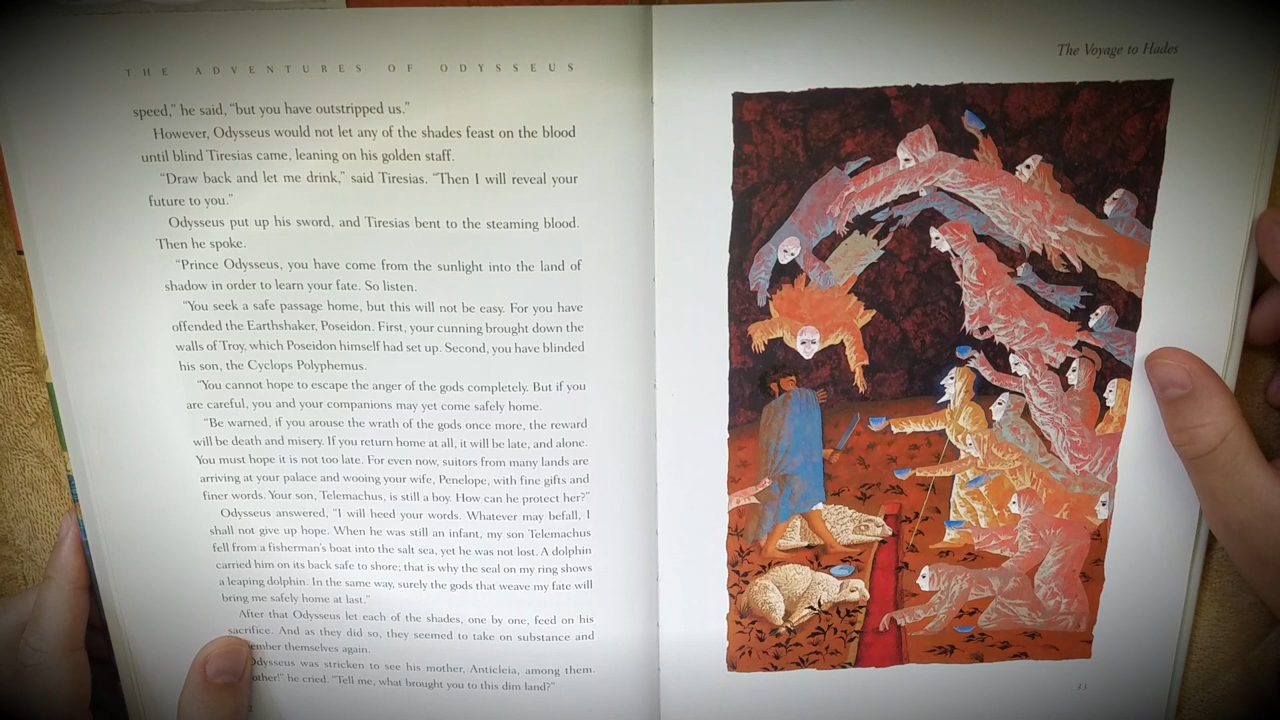 THE ADVENTURES OF ODYSSEUS
speed,” he said, “but you have outstripped us.”
However, Odysseus would not let any of the shades feast on the blood
until blind Tiresias came, leaning on his golden staff.
“Draw back and let me drink,” said Tiresias. “Then I will reveal your
future to you.”
Odysseus put up his sword, and Tiresias bent to the steaming blood.
Then he spoke.
“Prince Odysseus, you have come from the sunlight into the land of
shadow in order to learn your fate. So listen.
“You seek a safe passage home, but this will not be easy. For you have
offended the Earthshaker, Poseidon. First, your cunning brought down the
walls of Troy, which Poseidon himself had set up. Second, you have blinded
his son, the Cyclops Polyphemus.
“You cannot hope to escape the anger of the gods completely. But if you
are careful, you and your companions may yet come safely home.
“Be warned, if you arouse the wrath of the gods once more, the reward
will be death and misery. If you return home at all, it will be late, and alone.
You must hope it is not too late. For even now, suitors from many lands are
arriving at your palace and wooing your wife, Penelope, with fine gifts and
finer words. Your son, Telemachus, is still a boy. How can he protect her?”
Odysseus answered, “I will heed your words. Whatever may befall, I
shall not give up hope. When he was still an infant, my son Telemachus
fell from a fisherman’s boat into the salt sea, yet he was not lost. A dolphin
carried him on its back safe to shore; that is why the seal on my ring shows
a leaping dolphin. In the same way, surely the gods that weave my fate will
bring me safely home at last.”
After that Odysseus let each of the shades, one by one, feed on his
sacrifice. And as they did so, they seemed to take on substance and
ember themselves again.
Odysseus was stricken to see his mother, Anticleia, among them.
other!” he cried. “Tell me, what brought you to this dim land?”
The Voyage to Hades
33